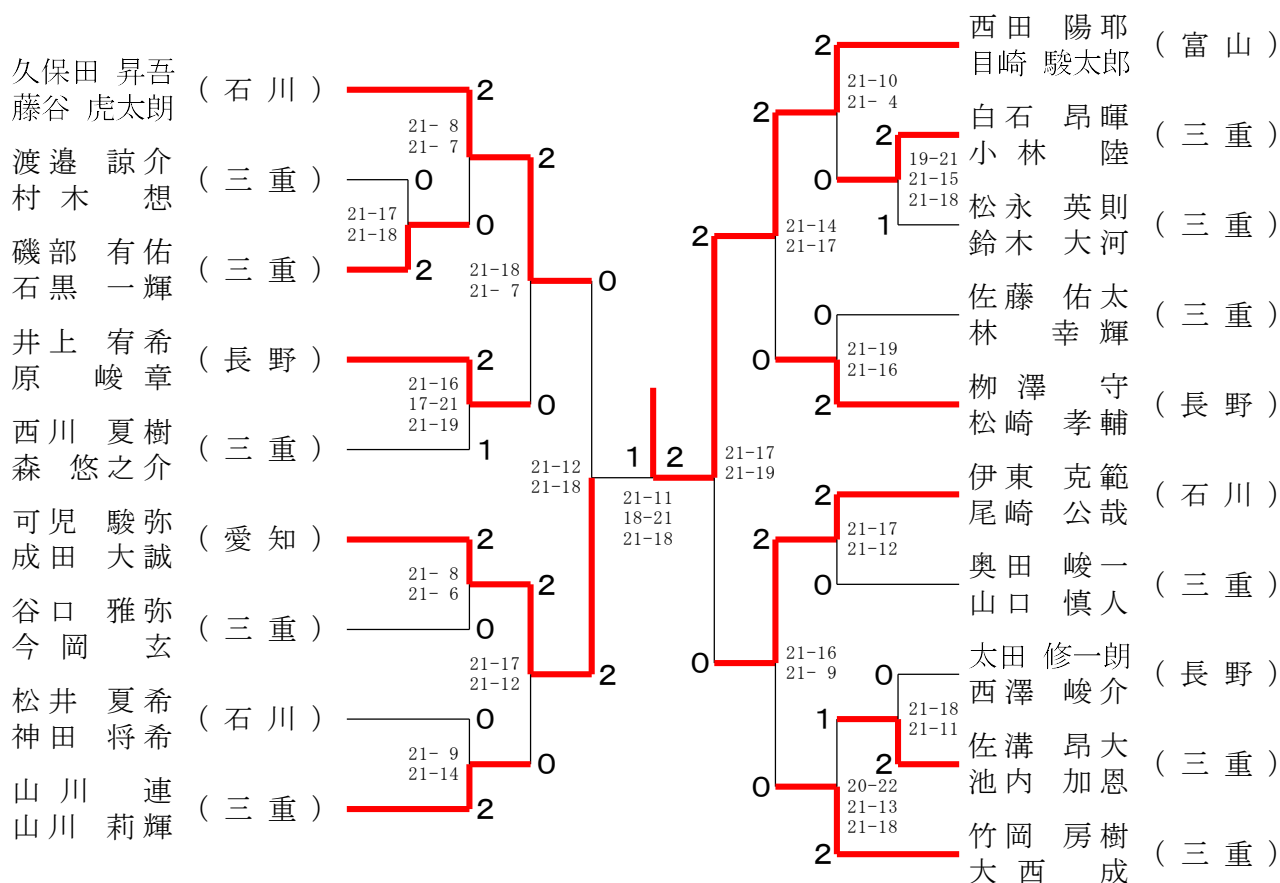 久保田 昇吾
藤谷 虎太朗
(石川)
渡邉 諒介
村木 想
(三重)
磯部 有佑
石黒 一輝
(三重)
井上 宥希
原 峻章
(長野)
西川 夏樹
森 悠之介
(三重)
可児 駿弥
成田 大誠
(愛知)
谷口 雅弥
今岡 玄
(三重)
松井 夏希
神田 将希
(石川)
山川 連
山川 莉輝
(三重)
2
21- 8
21- 7
0
21-17
21-18
2
0
2
21-18
21- 7
2
21-16
17-21
21-19
1
0
0
2
21- 8
21- 6
0
2
21-17
21-12
0
21- 9
21-14
2
0
2
21-12
21-18
1
2
21-11
18-21
21-18
2
21-17
21-19
0
2
21-14
21-17
0
2
21-16
21- 9
0
2
21-10
21- 4
0
2
19-21
21-15
21-18
1
0
21-19
21-16
2
2
21-17
21-12
0
0
21-18
21-11
2
1
20-22
21-13
21-18
2
西田 陽耶
目崎 駿太郎
(富山)
白石 昂暉
小林 陸
(三重)
松永 英則
鈴木 大河
(三重)
佐藤 佑太
林 幸輝
(三重)
栁澤 守
松崎 孝輔
(長野)
伊東 克範
尾崎 公哉
(石川)
奥田 峻一
山口 慎人
(三重)
太田 修一朗
西澤 峻介
(長野)
佐溝 昂大
池内 加恩
(三重)
竹岡 房樹
大西 成
(三重)